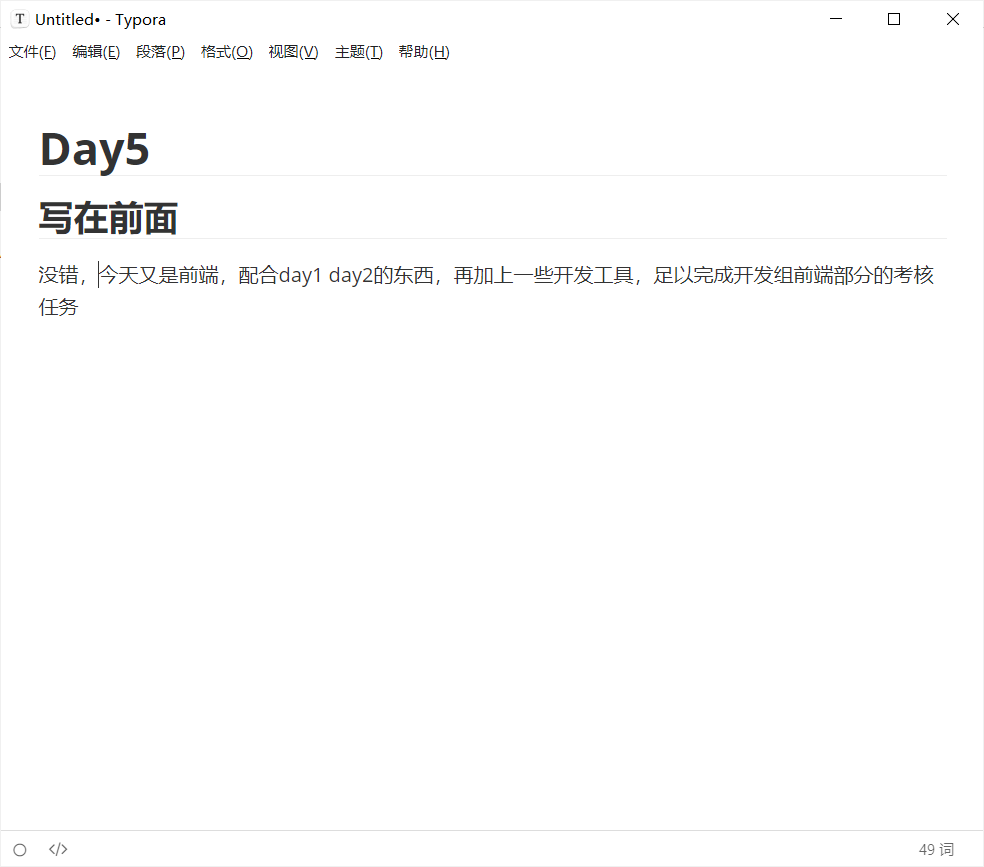 Untitled• - Typora
文件(F) 编辑(E) 段落(P) 格式(O) 视图(V) 主题(T) 帮助(H)
Day5
写在前面
没错，今天又是前端，配合day1 day2的东西，再加上一些开发工具，足以完成开发组前端部分的考核
任务
</> 49 词